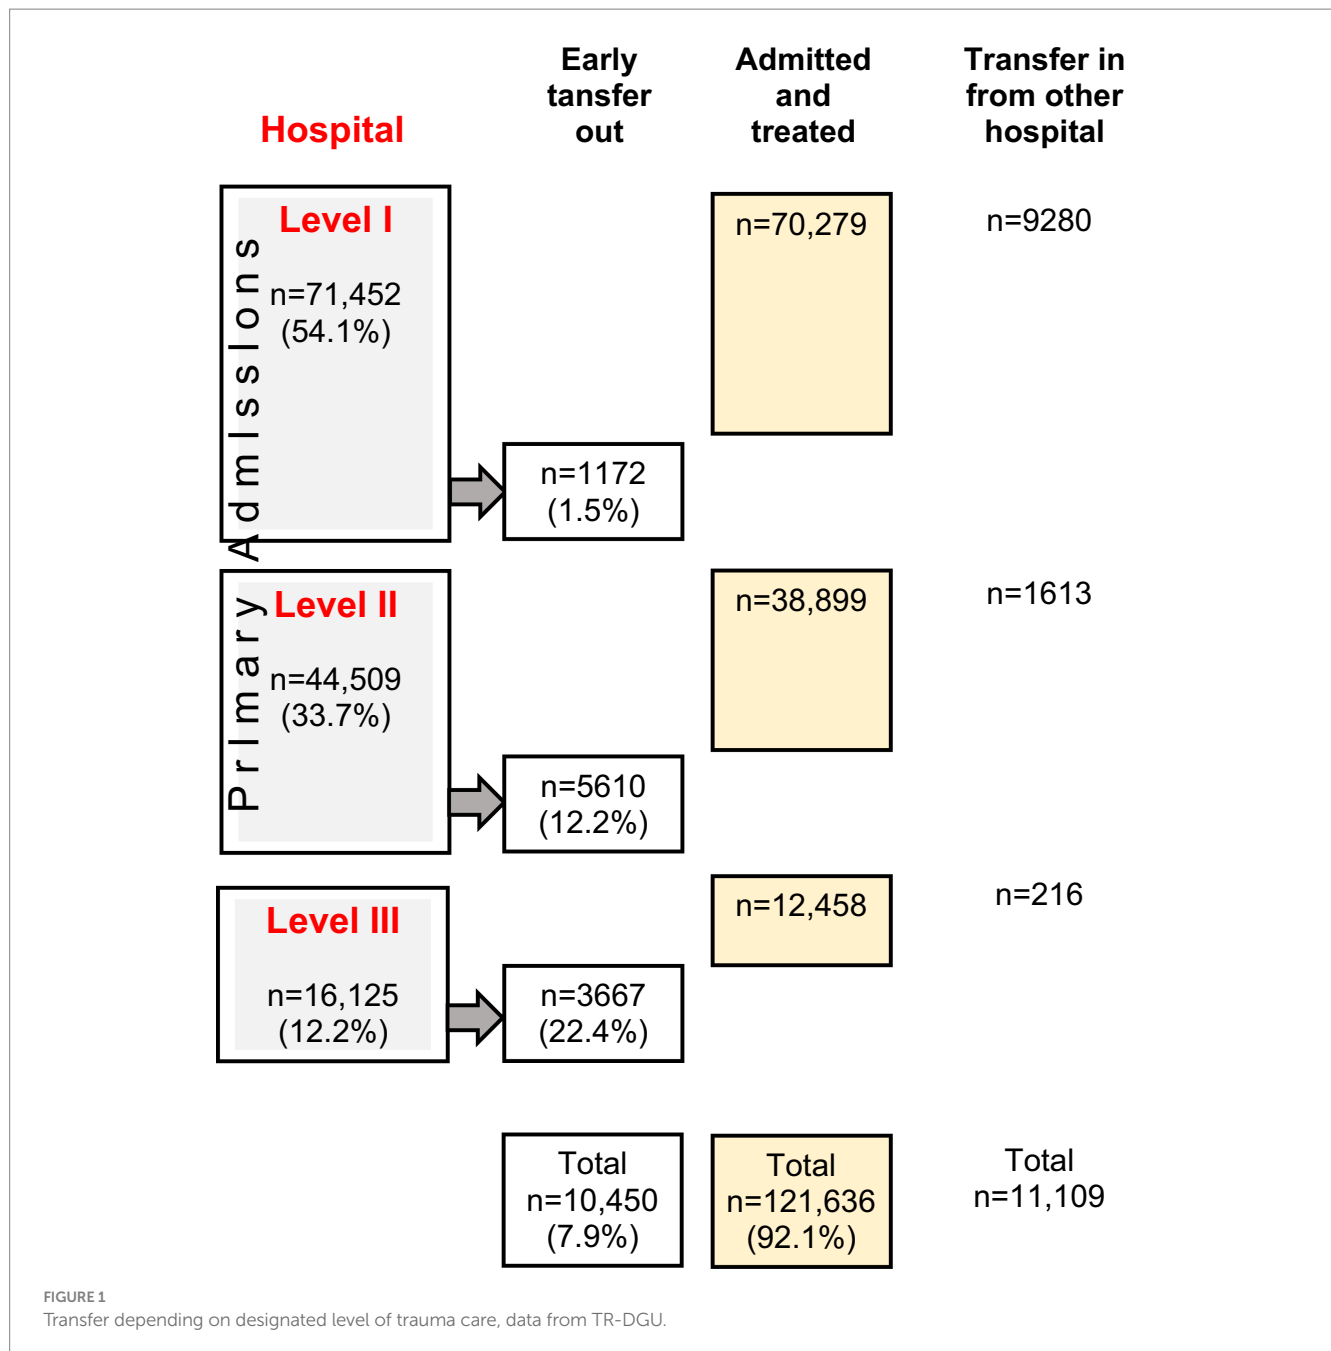 Hospital
Early
tansfer
out
Admitted
and
treated
Transfer in
from other
hospital
Primary Admissions
Level I
n=71,452
(54.1%)
n=1172
(1.5%)
n=70,279
n=9280
Level II
n=44,509
(33.7%)
n=5610
(12.2%)
n=38,899
n=1613
Level III
n=16,125
(12.2%)
n=3667
(22.4%)
n=12,458
n=216
Total
n=10,450
(7.9%)
Total
n=121,636
(92.1%)
Total
n=11,109
FIGURE 1
Transfer depending on designated level of trauma care, data from TR-DGU.